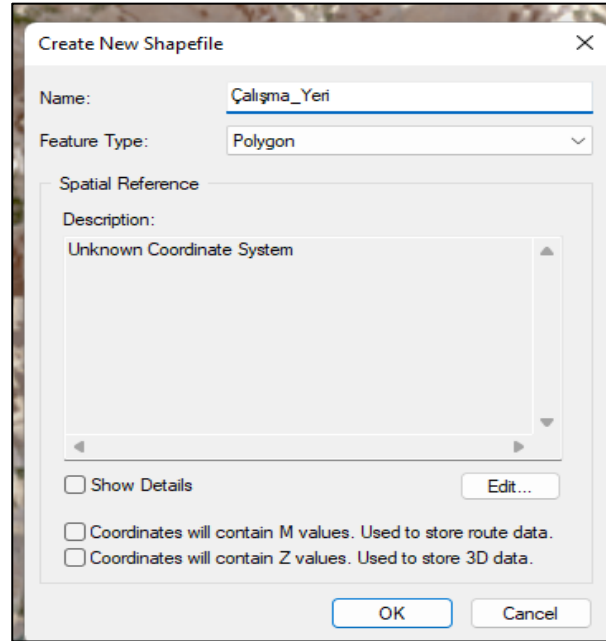 Create New Shapefile
Name: Çalışma_Yeri
Feature Type: Polygon
Spatial Reference
Description:
Unknown Coordinate System
Show Details
Edit...
Coordinates will contain M values. Used to store route data.
Coordinates will contain Z values. Used to store 3D data.
OK Cancel